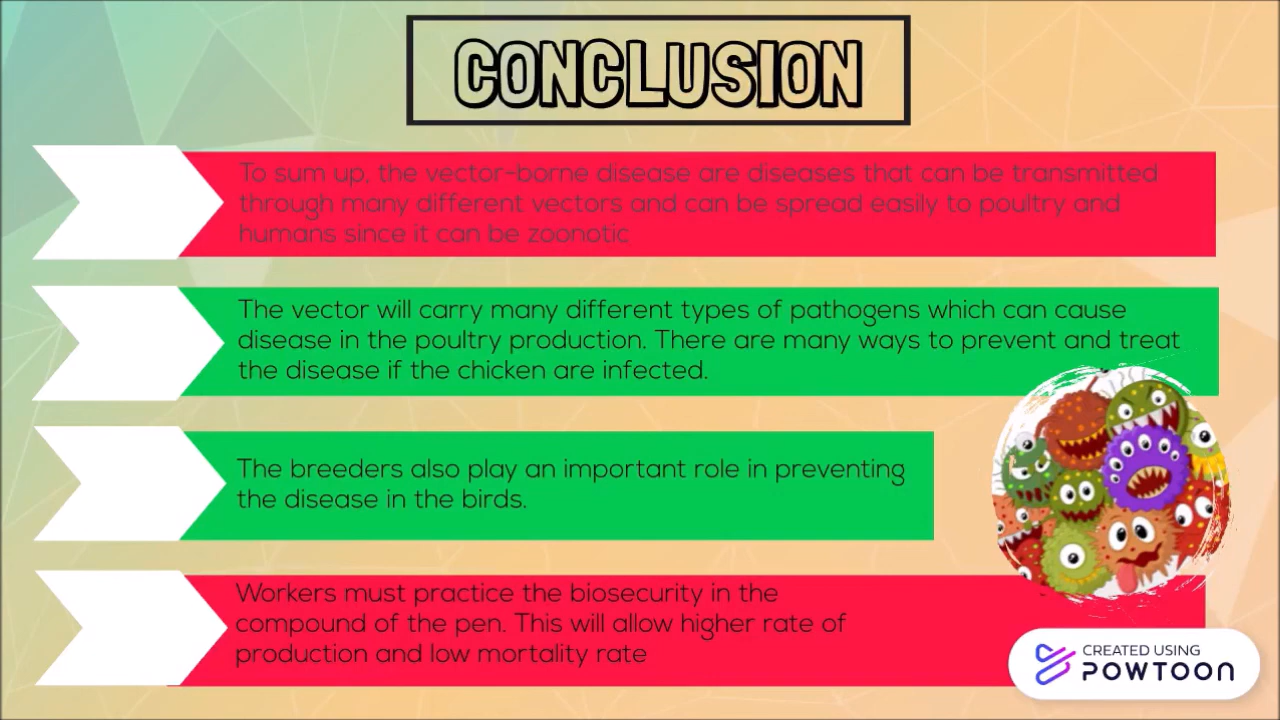 CONCLUSION
To sum up, the vector-borne disease are diseases that can be transmitted
through many different vectors and can be spread easily to poultry and
humans since it can be zoonotic
The vector will carry many different types of pathogens which can cause
disease in the poultry production. There are many ways to prevent and treat
the disease if the chicken are infected.
The breeders also play an important role in preventing
the disease in the birds.
Workers must practice the biosecurity in the
compound of the pen. This will allow higher rate of
production and low mortality rate
CREATED USING
POWTOON